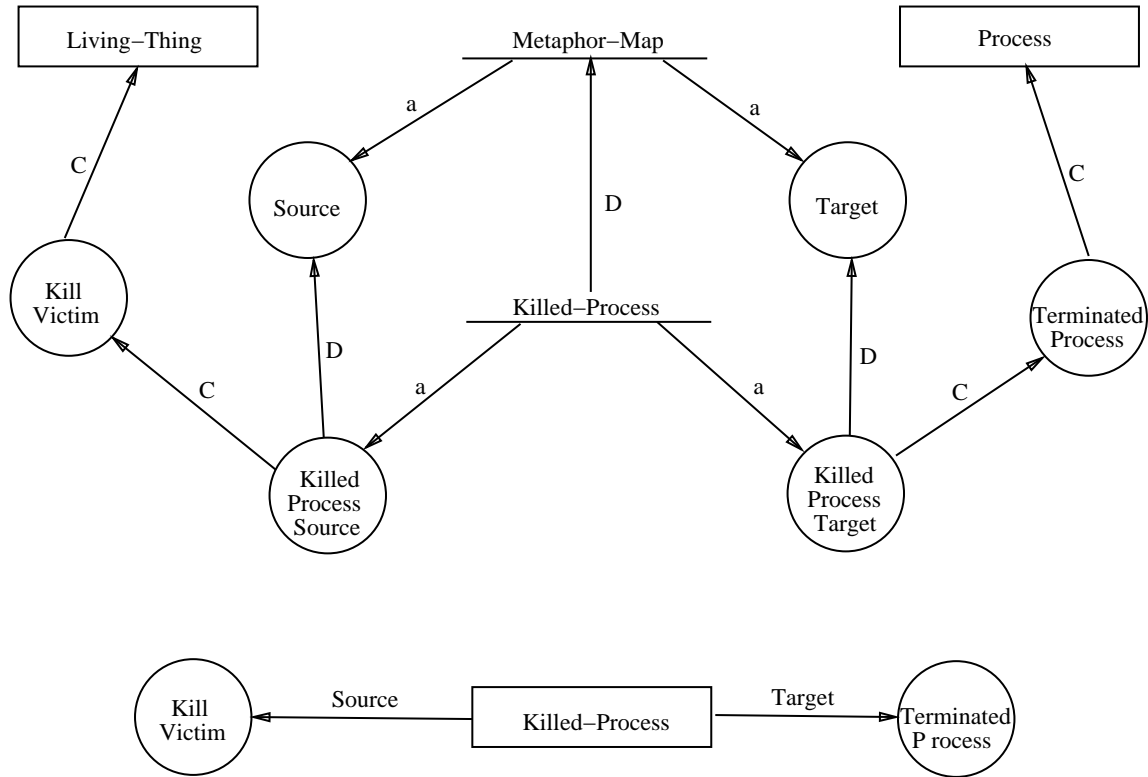 Living−Thing
Metaphor−Map
Process
a
a
C
C
Source
D
Target
Kill
Victim
Killed−Process
Terminated
Process
D
D
C
a
a
C
Killed
Process
Source
Killed
Process
Target
Source
Target
Kill
Victim
Killed−Process
Terminated
P rocess